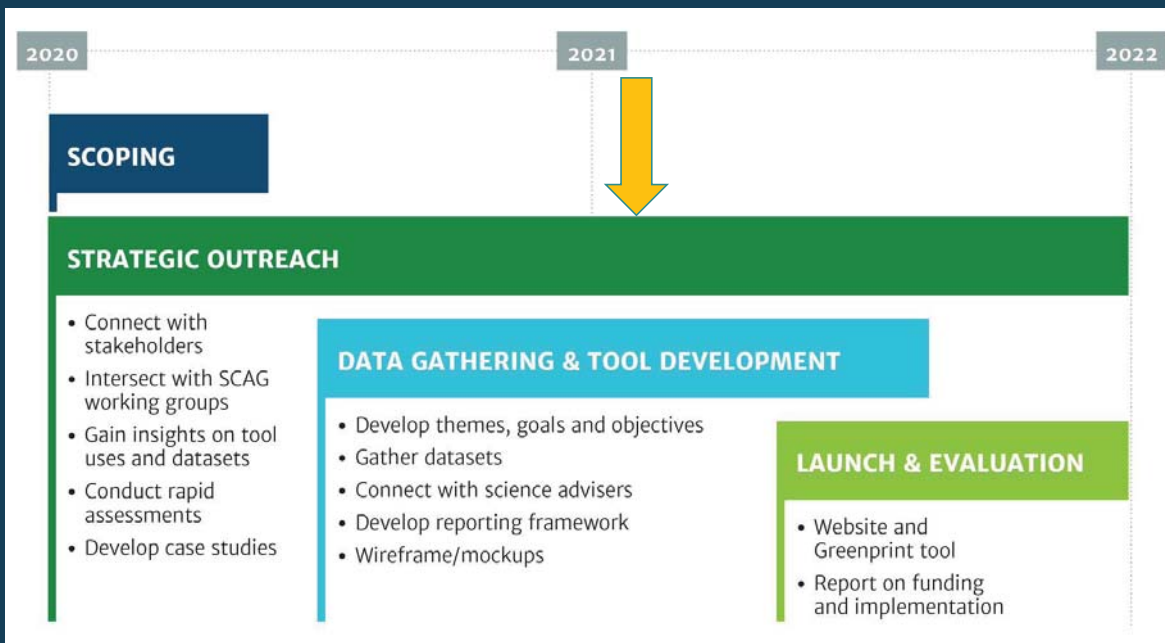 2020
2021
2022
SCOPING
STRATEGIC OUTREACH
• Connect with
stakeholders
• Intersect with SCAG
working groups
• Gain insights on tool
uses and datasets
• Conduct rapid
assessments
• Develop case studies
DATA GATHERING & TOOL DEVELOPMENT
• Develop themes, goals and objectives
• Gather datasets
• Connect with science advisers
• Develop reporting framework
• Wireframe/mockups
LAUNCH & EVALUATION
• Website and
Greenprint tool
• Report on funding
and implementation